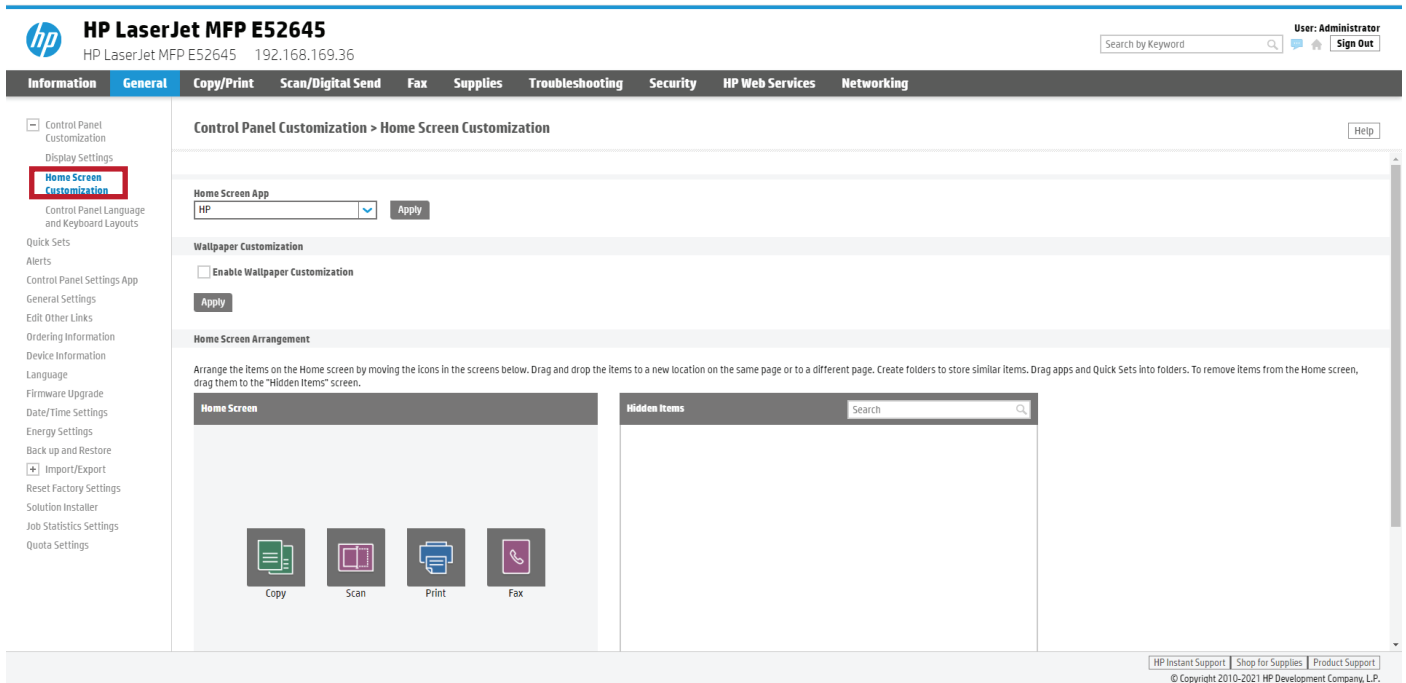 hp
HP LaserJet MFP E52645
HP LaserJet MFP E52645 192.168.169.36
User: Administrator
Search by Keyword
Sign Out
Information General Copy/Print Scan/Digital Send Fax Supplies Troubleshooting Security HP Web Services Networking
Control Panel
Customization
Display Settings
Home Screen
Customization
Control Panel Language
and Keyboard Layouts
Quick Sets
Alerts
Control Panel Settings App
General Settings
Edit Other Links
Ordering Information
Device Information
Language
Firmware Upgrade
Date/Time Settings
Energy Settings
Back up and Restore
Import/Export
Reset Factory Settings
Solution Installer
Job Statistics Settings
Quota Settings
Control Panel Customization > Home Screen Customization
Help
Home Screen App
HP
Apply
Wallpaper Customization
Enable Wallpaper Customization
Apply
Home Screen Arrangement
Arrange the items on the Home screen by moving the icons in the screens below. Drag and drop the items to a new location on the same page or to a different page. Create folders to store similar items. Drag apps and Quick Sets into folders. To remove items from the Home screen,
drag them to the "Hidden Items" screen.
Home Screen
Hidden Items
Search
Copy Scan Print Fax
HP Instant Support Shop for Supplies Product Support
© Copyright 2010-2021 HP Development Company, L.P.